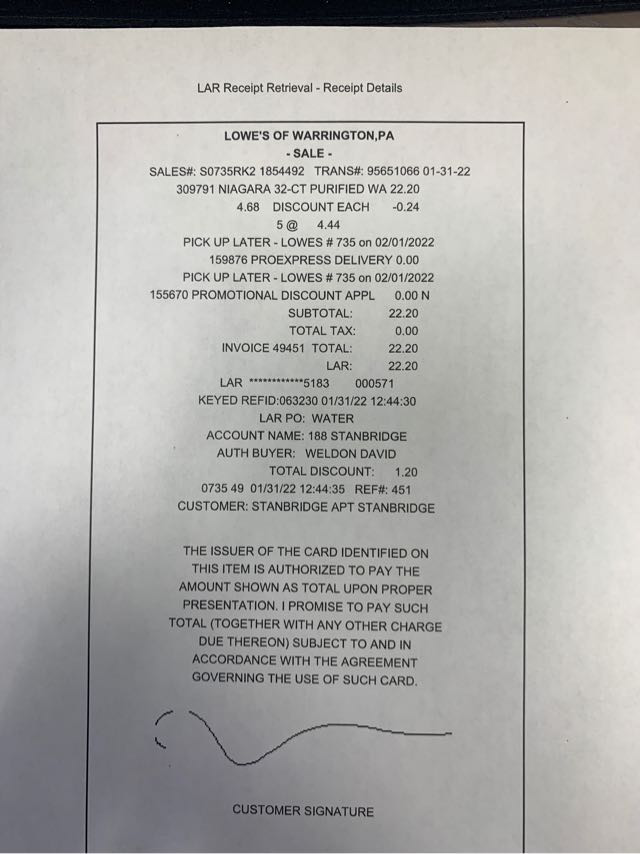 LAR Receipt Retrieval - Receipt Details
LOWE'S OF WARRINGTON,PA
- SALE -
SALES#: S0735RK2 1854492 TRANS#: 95651066 01-31-22
309791 NIAGARA 32-CT PURIFIED WA 22.20
4.68 DISCOUNT EACH -0.24
5 @ 4.44
PICK UP LATER - LOWES # 735 on 02/01/2022
159876 PROEXPRESS DELIVERY 0.00
PICK UP LATER - LOWES # 735 on 02/01/2022
155670 PROMOTIONAL DISCOUNT APPL 0.00 N
SUBTOTAL: 22.20
TOTAL TAX: 0.00
INVOICE 49451 TOTAL: 22.20
LAR: 22.20
LAR ************5183 000571
KEYED REFID:063230 01/31/22 12:44:30
LAR PO: WATER
ACCOUNT NAME: 188 STANBRIDGE
AUTH BUYER: WELDON DAVID
TOTAL DISCOUNT: 1.20
0735 49 01/31/22 12:44:35 REF#: 451
CUSTOMER: STANBRIDGE APT STANBRIDGE
THE ISSUER OF THE CARD IDENTIFIED ON
THIS ITEM IS AUTHORIZED TO PAY THE
AMOUNT SHOWN AS TOTAL UPON PROPER
PRESENTATION. I PROMISE TO PAY SUCH
TOTAL (TOGETHER WITH ANY OTHER CHARGE
DUE THEREON) SUBJECT TO AND IN
ACCORDANCE WITH THE AGREEMENT
GOVERNING THE USE OF SUCH CARD.
CUSTOMER SIGNATURE